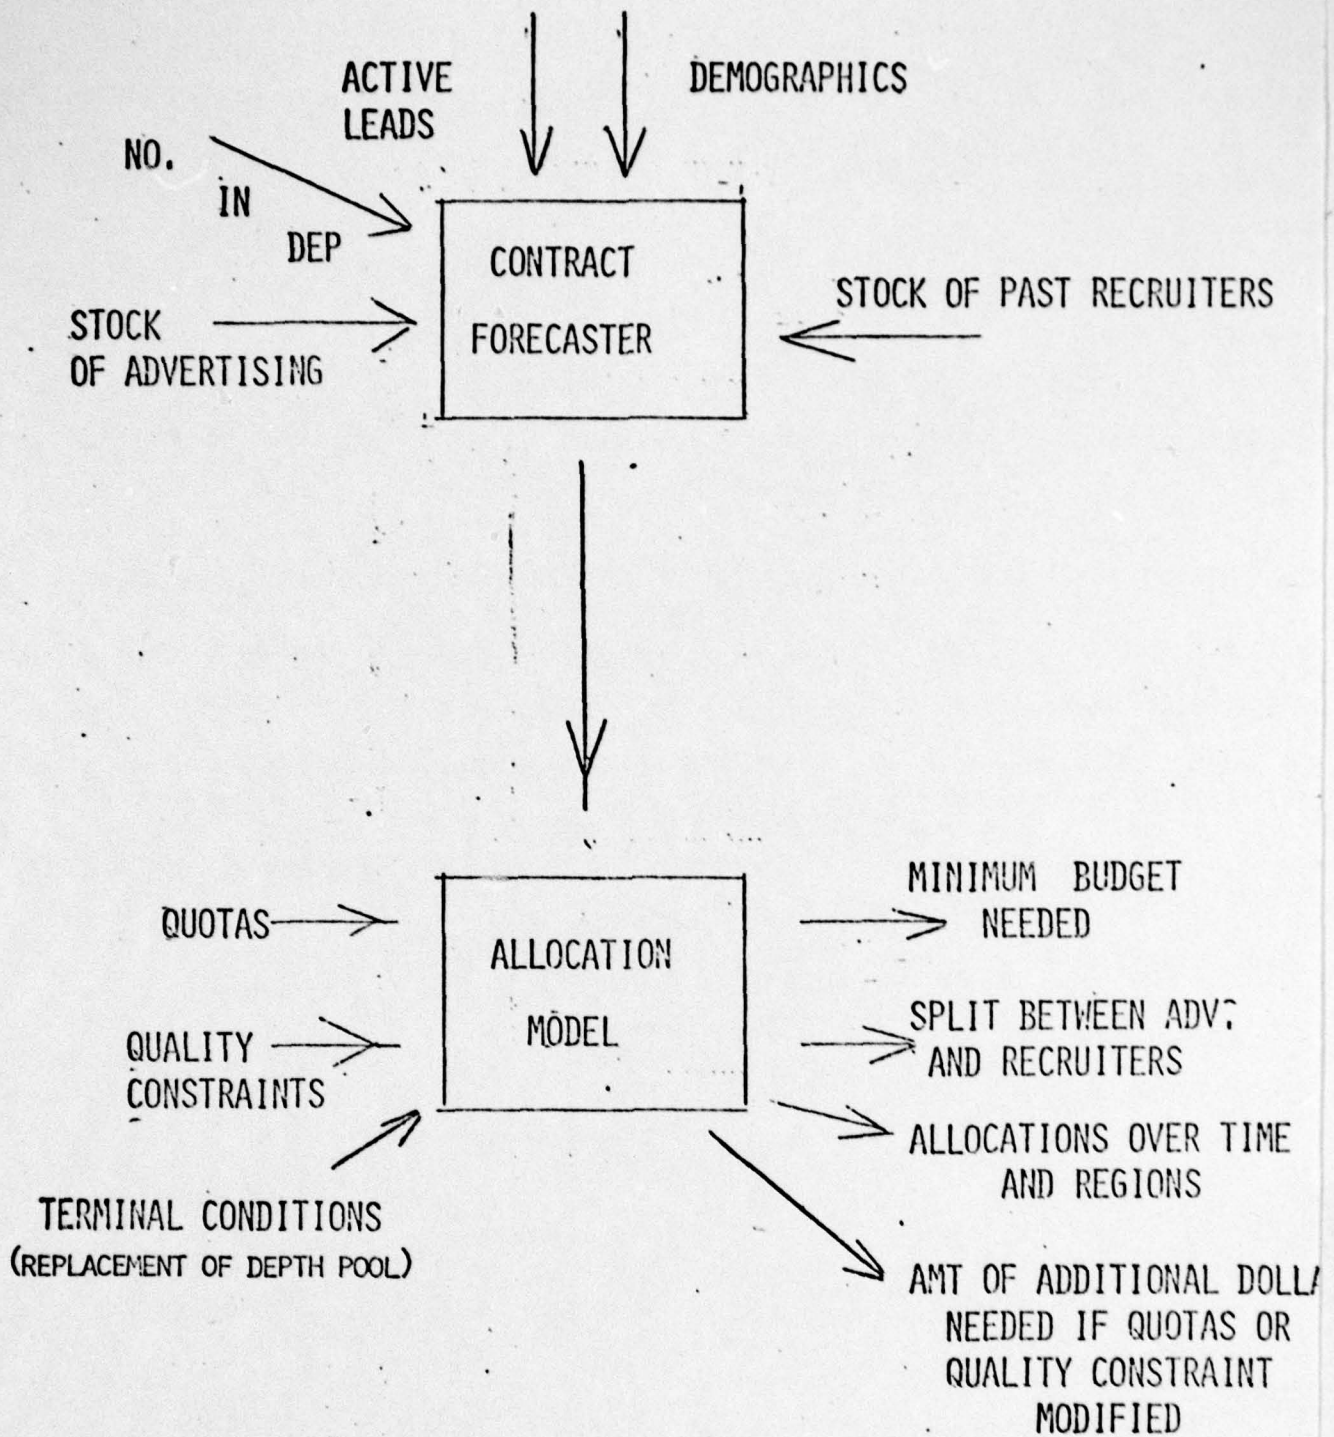 ACTIVE
LEADS
DEMOGRAPHICS
NO.
IN
DEP
CONTRACT
FORECASTER
STOCK
OF ADVERTISING
STOCK OF PAST RECRUITERS
QUOTAS
QUALITY
CONSTRAINTS
TERMINAL CONDITIONS
(REPLACEMENT OF DEPTH POOL)
ALLOCATION
MODEL
MINIMUM BUDGET
NEEDED
SPLIT BETWEEN ADV.
AND RECRUITERS
ALLOCATIONS OVER TIME
AND REGIONS
AMT OF ADDITIONAL DOLL
NEEDED IF QUOTAS OR
QUALITY CONSTRAINT
MODIFIED